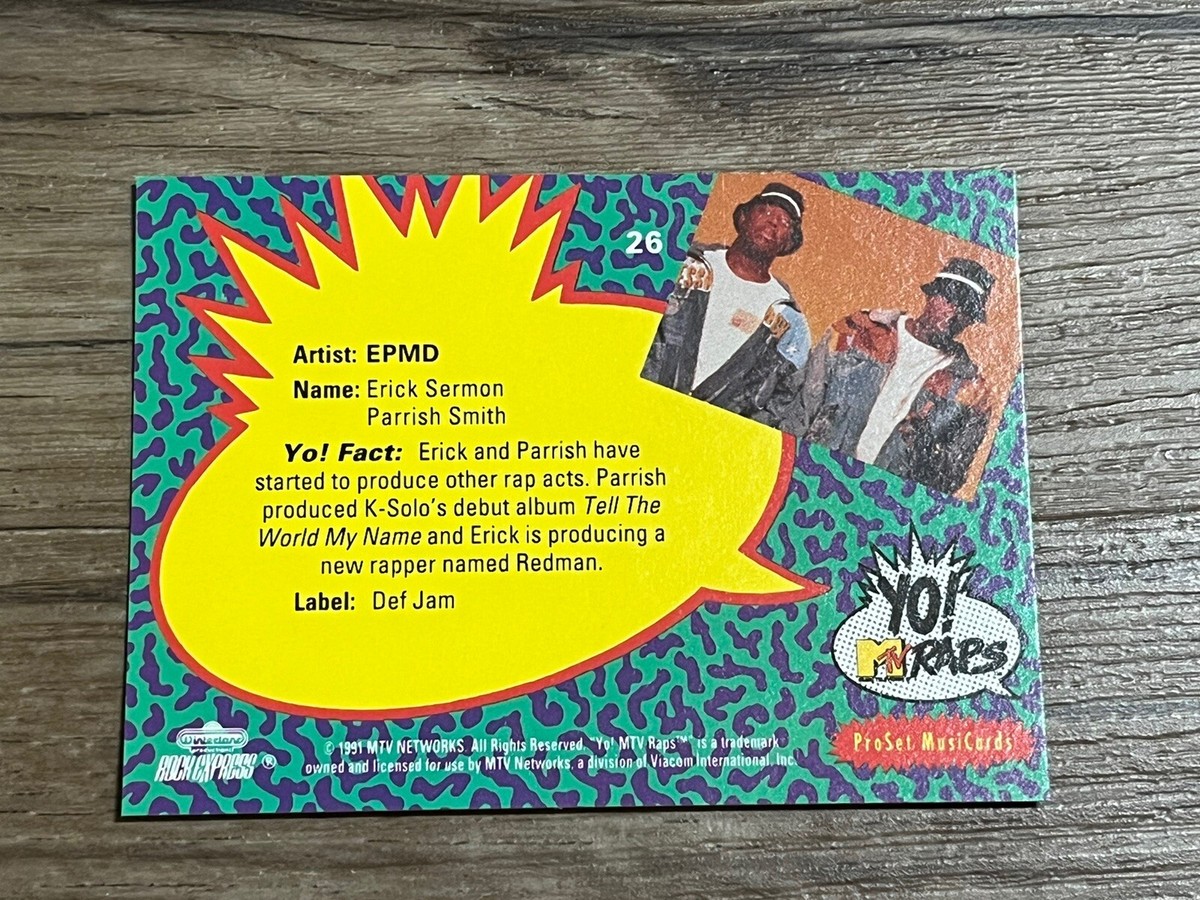 26
Artist: EPMD
Name: Erick Sermon
Parrish Smith
Yo! Fact: Erick and Parrish have
started to produce other rap acts. Parrish
produced K-Solo's debut album Tell The
World My Name and Erick is producing a
new rapper named Redman.
Label: Def Jam
YO!
MTV RAPS
ProSet MusiCards
Winterland
productions
ROCK EXPRESS ®
© 1991 MTV NETWORKS. All Rights Reserved. "Yo! MTV Raps™" is a trademark
owned and licensed for use by MTV Networks, a division of Viacom International, Inc.